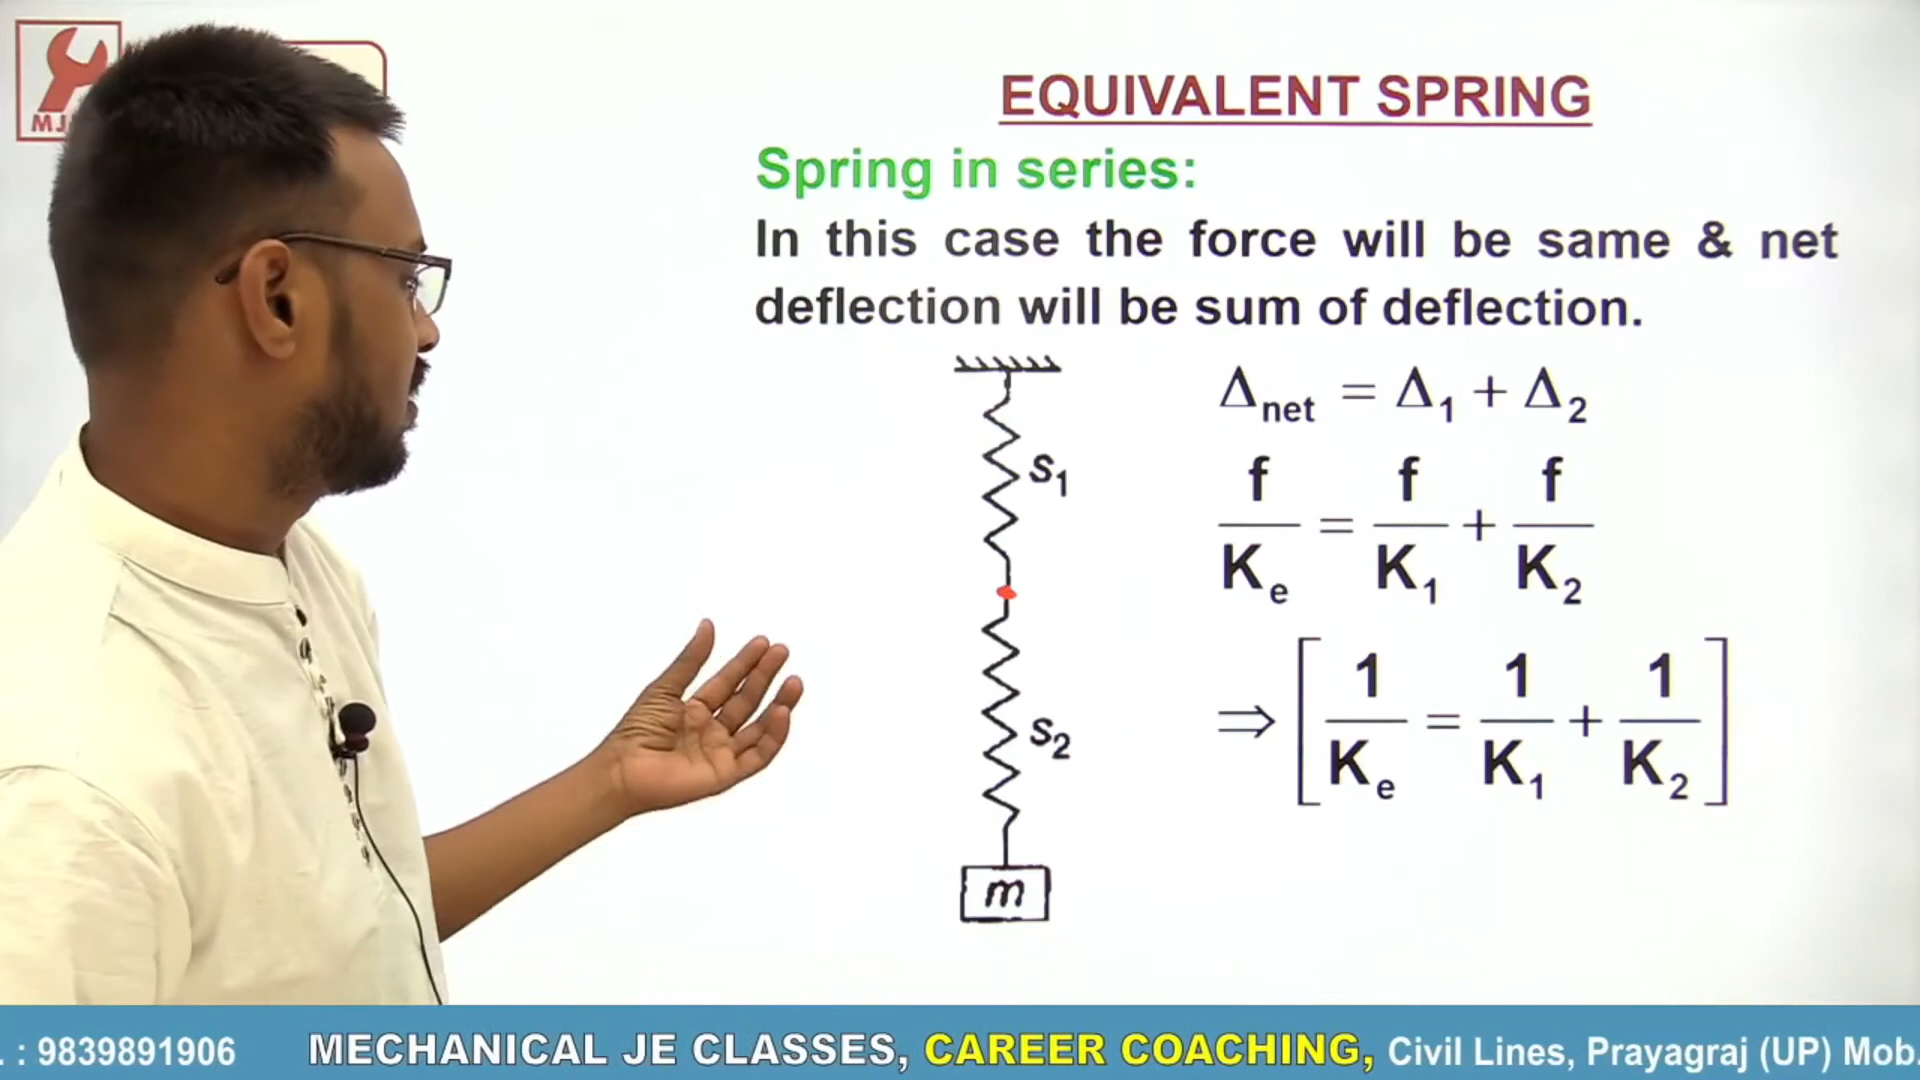 MJ
EQUIVALENT SPRING
Spring in series:
In this case the force will be same & net
deflection will be sum of deflection.
Δnet = Δ1 + Δ2
S1
f/Ke = f/K1 + f/K2
⇒ [1/Ke = 1/K1 + 1/K2]
S2
m
. : 9839891906 MECHANICAL JE CLASSES, CAREER COACHING, Civil Lines, Prayagraj (UP) Mob.